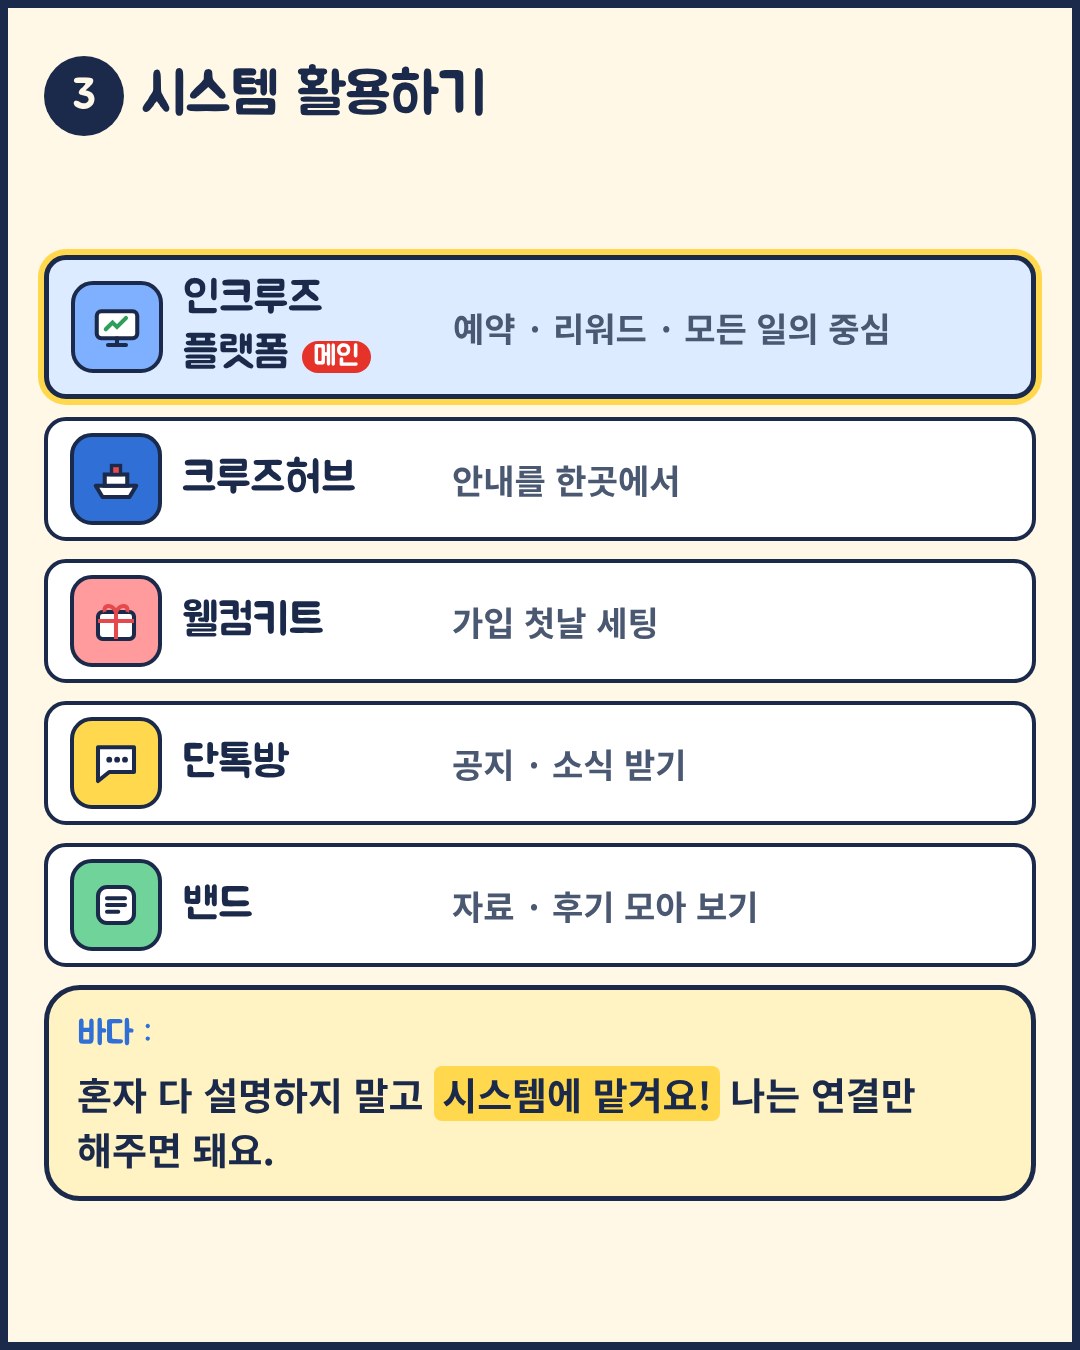 3 시스템 활용하기
인크루즈
플랫폼 메인
예약 · 리워드 · 모든 일의 중심
크루즈허브
안내를 한곳에서
웰컴키트
가입 첫날 세팅
단톡방
공지 · 소식 받기
밴드
자료 · 후기 모아 보기
바다 :
혼자 다 설명하지 말고 시스템에 맡겨요! 나는 연결만
해주면 돼요.